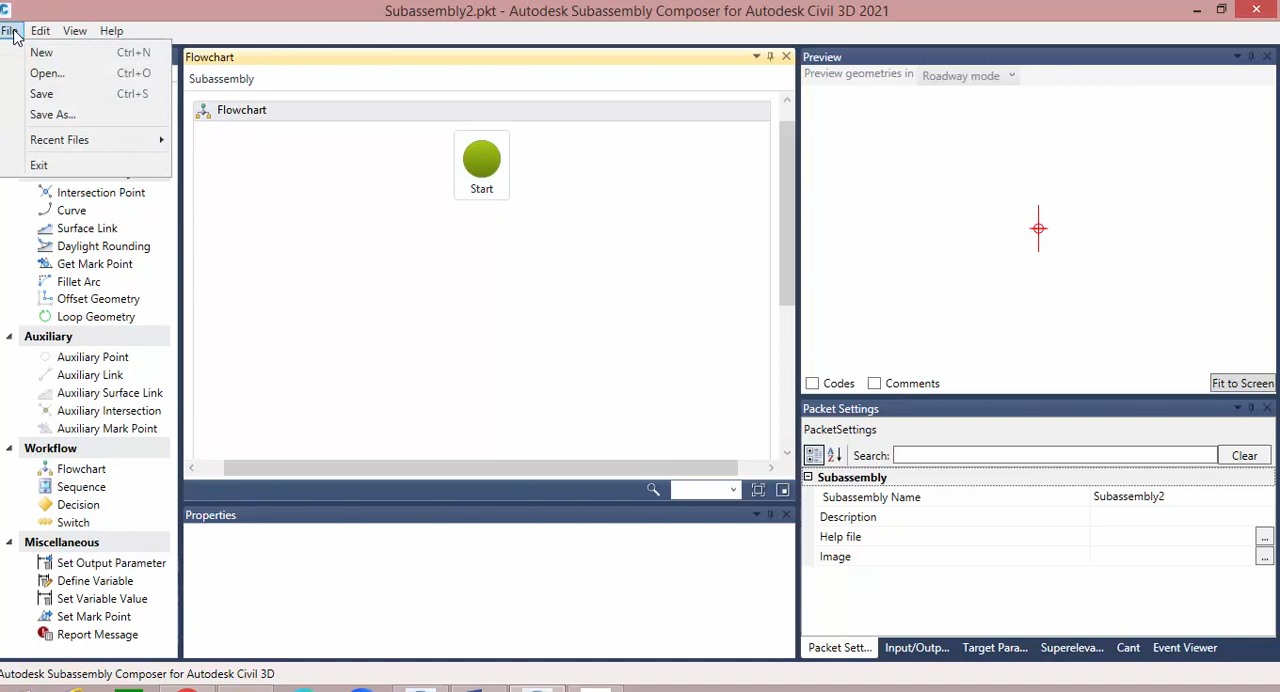 Subassembly2.pkt - Autodesk Subassembly Composer for Autodesk Civil 3D 2021
File Edit View Help
New Ctrl+N
Open... Ctrl+O
Save Ctrl+S
Save As...
Recent Files
Exit
Intersection Point
Curve
Surface Link
Daylight Rounding
Get Mark Point
Fillet Arc
Offset Geometry
Loop Geometry
Auxiliary
Auxiliary Point
Auxiliary Link
Auxiliary Surface Link
Auxiliary Intersection
Auxiliary Mark Point
Workflow
Flowchart
Sequence
Decision
Switch
Miscellaneous
Set Output Parameter
Define Variable
Set Variable Value
Set Mark Point
Report Message
Flowchart
Subassembly
Flowchart
Start
Properties
Preview
Preview geometries in Roadway mode
Codes Comments Fit to Screen
Packet Settings
PacketSettings
Search: Clear
Subassembly
Subassembly Name Subassembly2
Description
Help file ...
Image ...
Packet Sett... Input/Outp... Target Para... Supereleva... Cant Event Viewer
Autodesk Subassembly Composer for Autodesk Civil 3D